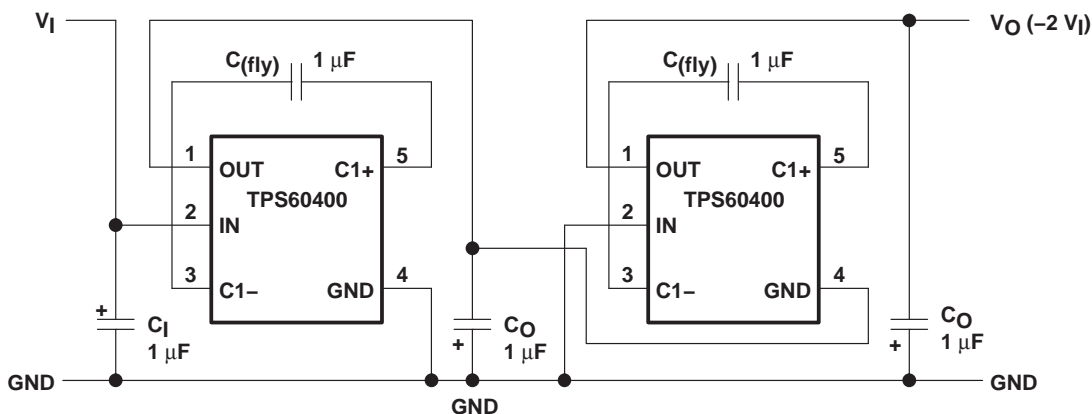 VI
VO (−2 VI)
C(fly)
1 μF
C(fly)
1 μF
1
OUT
C1+
5
TPS60400
2
IN
3
C1−
GND
4
1
OUT
C1+
5
TPS60400
2
IN
3
C1−
GND
4
+
CI
1 μF
+
CO
1 μF
+
CO
1 μF
GND
GND
GND